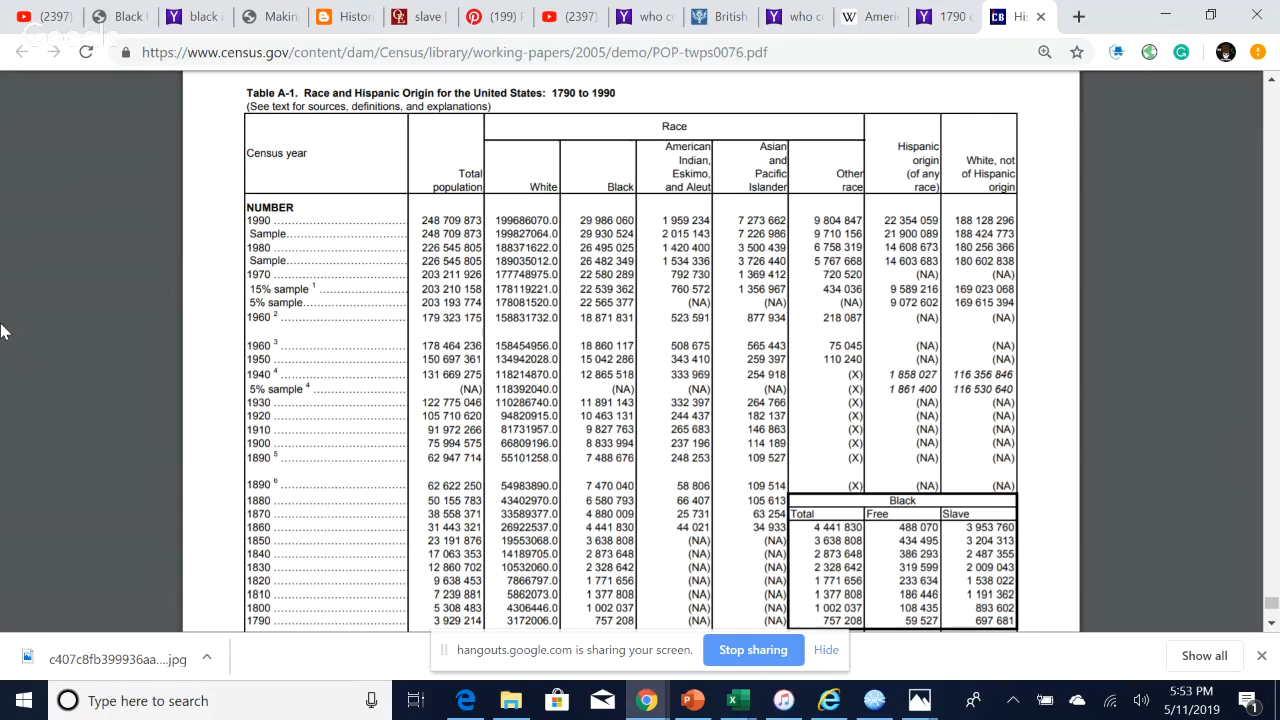 (2397)
Black l
black i
Making
Histori
slave
(199) F
(2397)
who co
British
who co
Ameri
1790 c
His
Google
https://www.census.gov/content/dam/Census/library/working-papers/2005/demo/POP-twps0076.pdf
Table A-1. Race and Hispanic Origin for the United States: 1790 to 1990
(See text for sources, definitions, and explanations)
Census year
Total population
Race
White
Black
American Indian, Eskimo, and Aleut
Asian and Pacific Islander
Other race
Hispanic origin (of any race)
White, not of Hispanic origin
NUMBER
1990 248 709 873 199686070.0 29 986 060 1 959 234 7 273 662 9 804 847 22 354 059 188 128 296
Sample 248 709 873 199827064.0 29 930 524 2 015 143 7 226 986 9 710 156 21 900 089 188 424 773
1980 226 545 805 188371622.0 26 495 025 1 420 400 3 500 439 6 758 319 14 608 673 180 256 366
Sample 226 545 805 189035012.0 26 482 349 1 534 336 3 726 440 5 767 668 14 603 683 180 602 838
1970 203 211 926 177748975.0 22 580 289 792 730 1 369 412 720 520 (NA) (NA)
15% sample 1 203 210 158 178119221.0 22 539 362 760 572 1 356 967 434 036 9 589 216 169 023 068
5% sample 203 193 774 178081520.0 22 565 377 (NA) (NA) (NA) 9 072 602 169 615 394
1960 2 179 323 175 158831732.0 18 871 831 523 591 877 934 218 087 (NA) (NA)
1960 3 178 464 236 158454956.0 18 860 117 508 675 565 443 75 045 (NA) (NA)
1950 150 697 361 134942028.0 15 042 286 343 410 259 397 110 240 (NA) (NA)
1940 4 131 669 275 118214870.0 12 865 518 333 969 254 918 (X) 1 858 027 116 356 846
5% sample 4 (NA) 118392040.0 (NA) (NA) (NA) (X) 1 861 400 116 530 640
1930 122 775 046 110286740.0 11 891 143 332 397 264 766 (X) (NA) (NA)
1920 105 710 620 94820915.0 10 463 131 244 437 182 137 (X) (NA) (NA)
1910 91 972 266 81731957.0 9 827 763 265 683 146 863 (X) (NA) (NA)
1900 75 994 575 66809196.0 8 833 994 237 196 114 189 (X) (NA) (NA)
1890 5 62 947 714 55101258.0 7 488 676 248 253 109 527 (X) (NA) (NA)
1890 6 62 622 250 54983890.0 7 470 040 58 806 109 514 (X) (NA) (NA)
1880 50 155 783 43402970.0 6 580 793 66 407 105 613 Black
1870 38 558 371 33589377.0 4 880 009 25 731 63 254 Total Free Slave
1860 31 443 321 26922537.0 4 441 830 44 021 34 933 4 441 830 488 070 3 953 760
1850 23 191 876 19553068.0 3 638 808 (NA) (NA) 3 638 808 434 495 3 204 313
1840 17 063 353 14189705.0 2 873 648 (NA) (NA) 2 873 648 386 293 2 487 355
1830 12 860 702 10532060.0 2 328 642 (NA) (NA) 2 328 642 319 599 2 009 043
1820 9 638 453 7866797.0 1 771 656 (NA) (NA) 1 771 656 233 634 1 538 022
1810 7 239 881 5862073.0 1 377 808 (NA) (NA) 1 377 808 186 446 1 191 362
1800 5 308 483 4306446.0 1 002 037 (NA) (NA) 1 002 037 108 435 893 602
1790 3 929 214 3172006.0 757 208 (NA) (NA) 757 208 59 527 697 681
hangouts.google.com is sharing your screen. Stop sharing Hide
c407c8fb399936aa....jpg
Show all
Type here to search
5:53 PM
5/11/2019
1